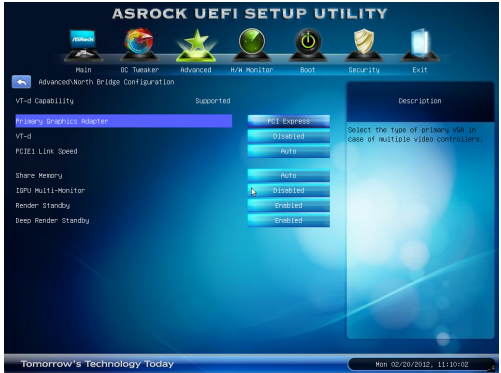 ASROCK UEFI SETUP UTILITY
ASRock
Main OC Tweaker Advanced H/W Monitor Boot Security Exit
Advanced\North Bridge Configuration
VT-d Capability Supported
Primary Graphics Adapter PCI Express
VT-d Disabled
PCIE1 Link Speed Auto
Share Memory Auto
IGPU Multi-Monitor Disabled
Render Standby Enabled
Deep Render Standby Enabled
Description
Select the type of primary VGA in
case of multiple video controllers.
Tomorrow's Technology Today
Mon 02/20/2012, 11:10:02